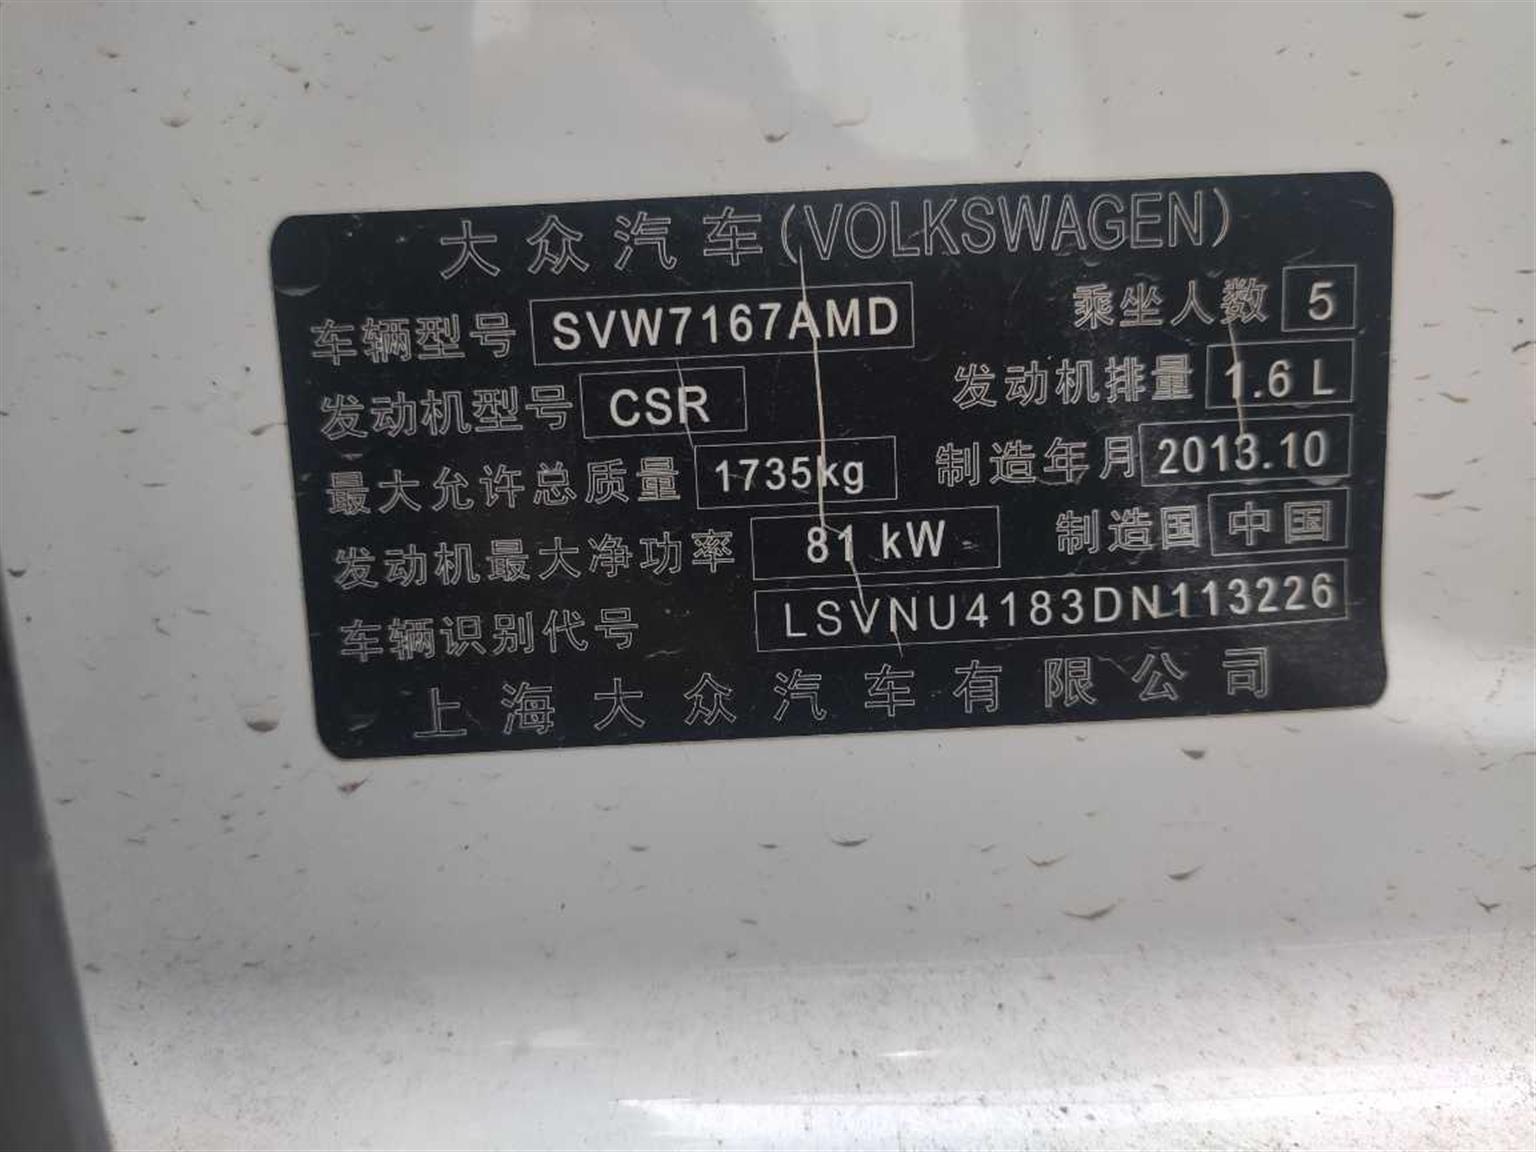 大众汽车(VOLKSWAGEN)
车辆型号 SVW7167AMD 乘坐人数 5
发动机型号 CSR 发动机排量 1.6 L
最大允许总质量 1735kg 制造年月 2013.10
发动机最大净功率 81 kW 制造国 中国
车辆识别代号 LSVNU4183DN113226
上海大众汽车有限公司